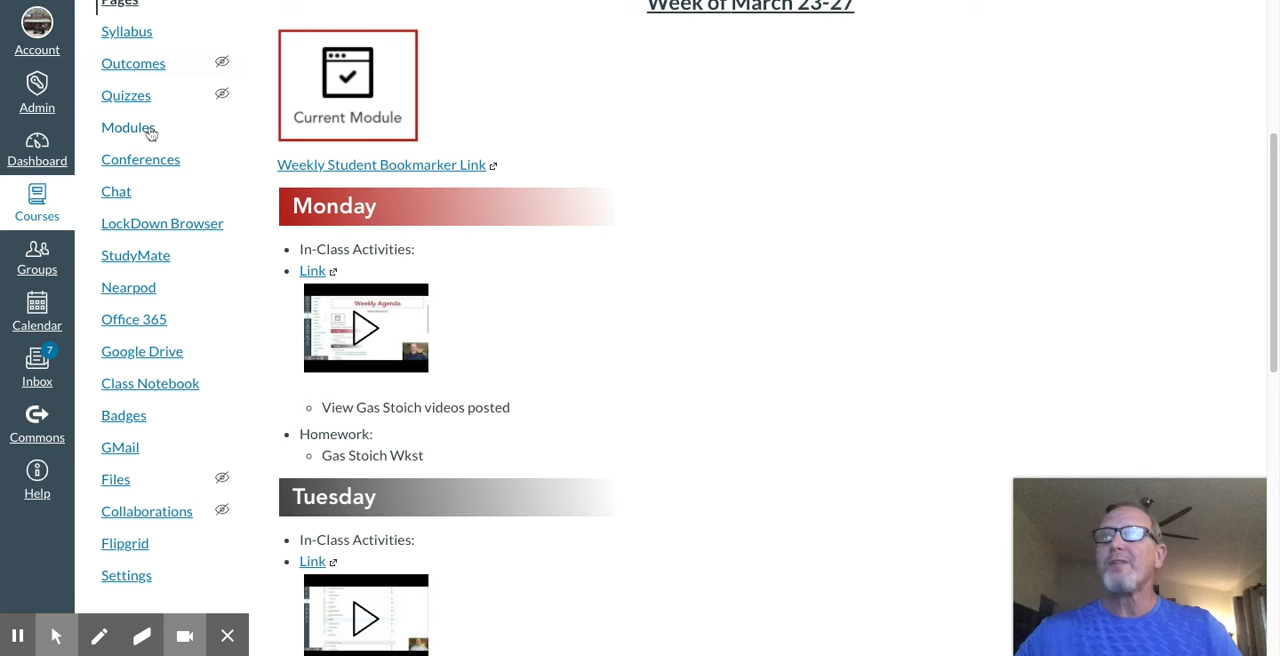 Pages
Syllabus
Outcomes
Quizzes
Modules
Conferences
Chat
LockDown Browser
StudyMate
Nearpod
Office 365
Google Drive
Class Notebook
Badges
GMail
Files
Collaborations
Flipgrid
Settings
Account
Admin
Dashboard
Courses
Groups
Calendar
7
Inbox
Commons
Help
Week of March 23-27
Current Module
Weekly Student Bookmarker Link
Monday
In-Class Activities:
Link
Weekly Agenda
View Gas Stoich videos posted
Homework:
Gas Stoich Wkst
Tuesday
In-Class Activities:
Link